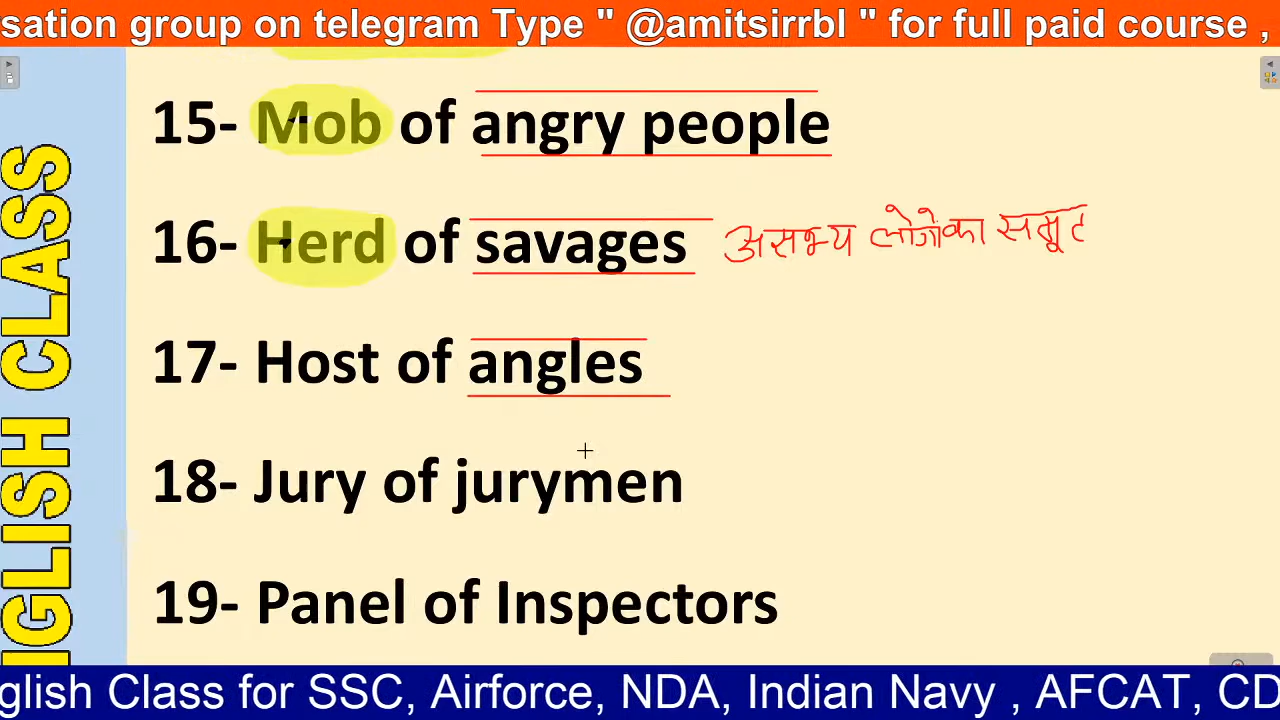 sation group on telegram Type " @amitsirrbl " for full paid course ,
15- Mob of angry people
16- Herd of savages असभ्य लोगों का समूह
17- Host of angles
18- Jury of jurymen
19- Panel of Inspectors
NGLISH CLASS
glish Class for SSC, Airforce, NDA, Indian Navy , AFCAT, CD